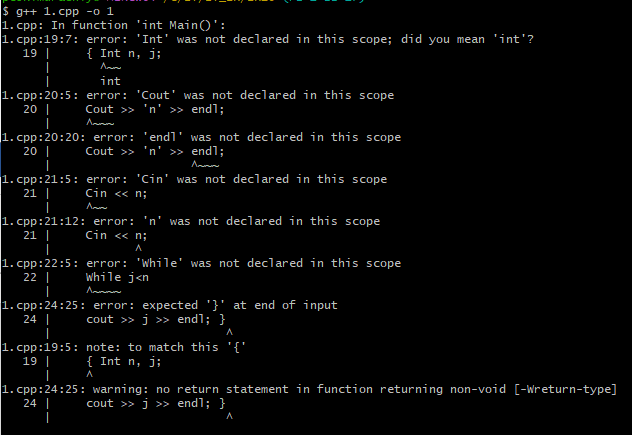 $ g++ 1.cpp -o 1
1.cpp: In function 'int Main()':
1.cpp:19:7: error: 'Int' was not declared in this scope; did you mean 'int'?
   19 |     { Int n, j;
      |       ^~~
      |       int
1.cpp:20:5: error: 'Cout' was not declared in this scope
   20 |     Cout >> 'n' >> endl;
      |     ^~~~
1.cpp:20:20: error: 'endl' was not declared in this scope
   20 |     Cout >> 'n' >> endl;
      |                    ^~~~
1.cpp:21:5: error: 'Cin' was not declared in this scope
   21 |     Cin << n;
      |     ^~~
1.cpp:21:12: error: 'n' was not declared in this scope
   21 |     Cin << n;
      |            ^
1.cpp:22:5: error: 'While' was not declared in this scope
   22 |     While j<n
      |     ^~~~~
1.cpp:24:25: error: expected '}' at end of input
   24 |     cout >> j >> endl; }
      |                         ^
1.cpp:19:5: note: to match this '{'
   19 |     { Int n, j;
      |     ^
1.cpp:24:25: warning: no return statement in function returning non-void [-Wreturn-type]
   24 |     cout >> j >> endl; }
      |                         ^